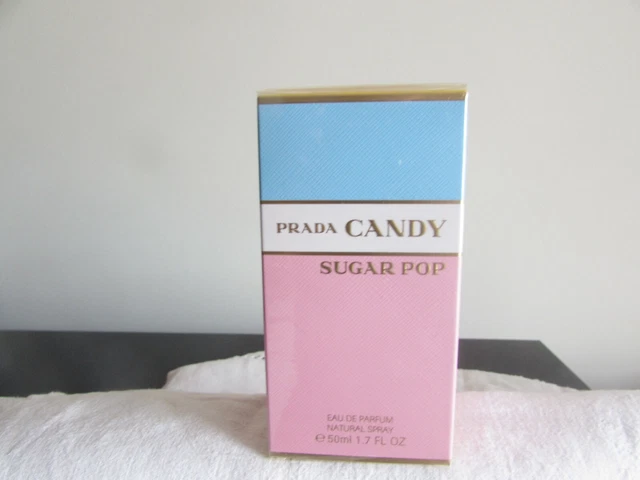 PRADA CANDY
SUGAR POP
EAU DE PARFUM
NATURAL SPRAY
℮ 50ml 1.7 FL OZ